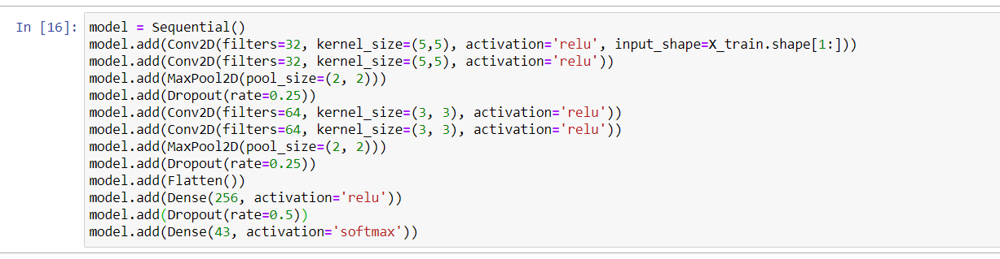 In [16]: model = Sequential()
model.add(Conv2D(filters=32, kernel_size=(5,5), activation='relu', input_shape=X_train.shape[1:]))
model.add(Conv2D(filters=32, kernel_size=(5,5), activation='relu'))
model.add(MaxPool2D(pool_size=(2, 2)))
model.add(Dropout(rate=0.25))
model.add(Conv2D(filters=64, kernel_size=(3, 3), activation='relu'))
model.add(Conv2D(filters=64, kernel_size=(3, 3), activation='relu'))
model.add(MaxPool2D(pool_size=(2, 2)))
model.add(Dropout(rate=0.25))
model.add(Flatten())
model.add(Dense(256, activation='relu'))
model.add(Dropout(rate=0.5))
model.add(Dense(43, activation='softmax'))